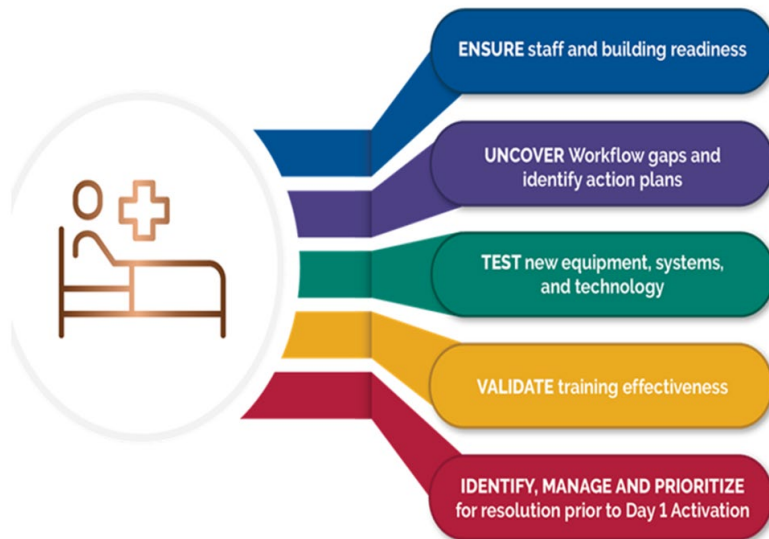 ENSURE staff and building readiness
UNCOVER Workflow gaps and
identify action plans
TEST new equipment, systems,
and technology
VALIDATE training effectiveness
IDENTIFY, MANAGE AND PRIORITIZE
for resolution prior to Day 1 Activation